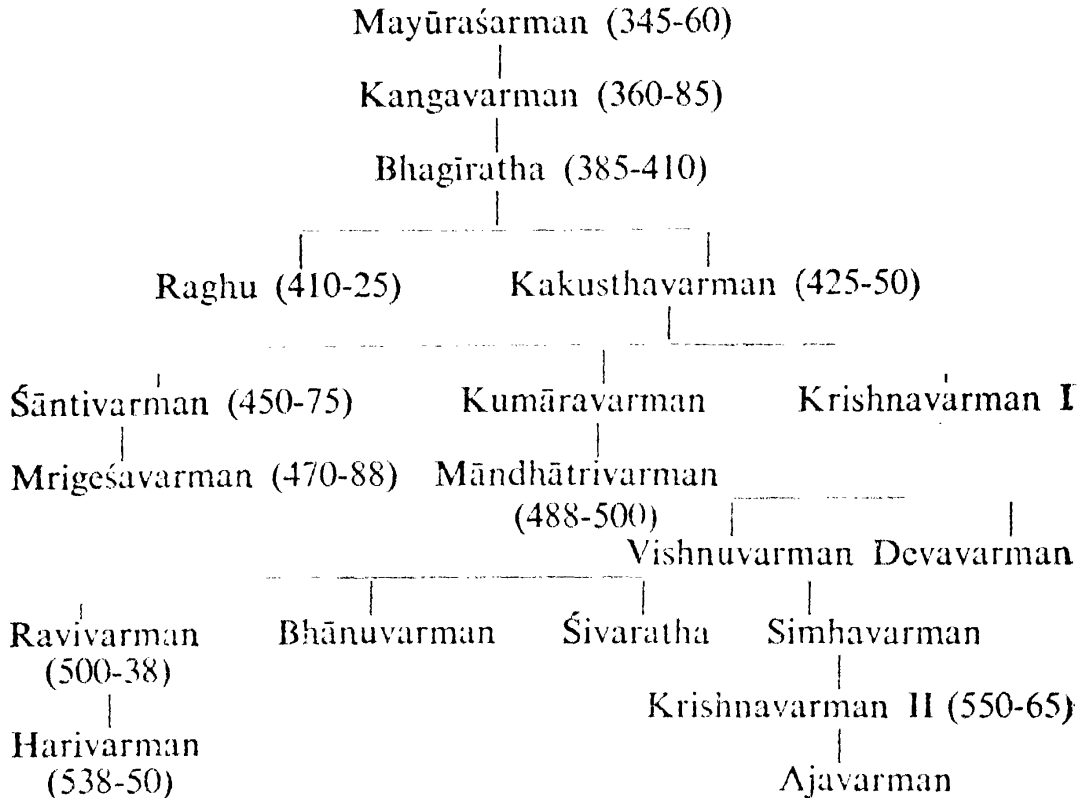 Mayūraśarman (345-60)
Kangavarman (360-85)
Bhagīratha (385-410)
Raghu (410-25) Kakusthavarman (425-50)
Śāntivarman (450-75) Kumāravarman Krishnavarman I
Mrigeśavarman (470-88) Māndhātrivarman
(488-500)
Vishnuvarman Devavarman
Ravivarman Bhānuvarman Śivaratha Simhavarman
(500-38)
Krishnavarman II (550-65)
Harivarman
(538-50) Ajavarman